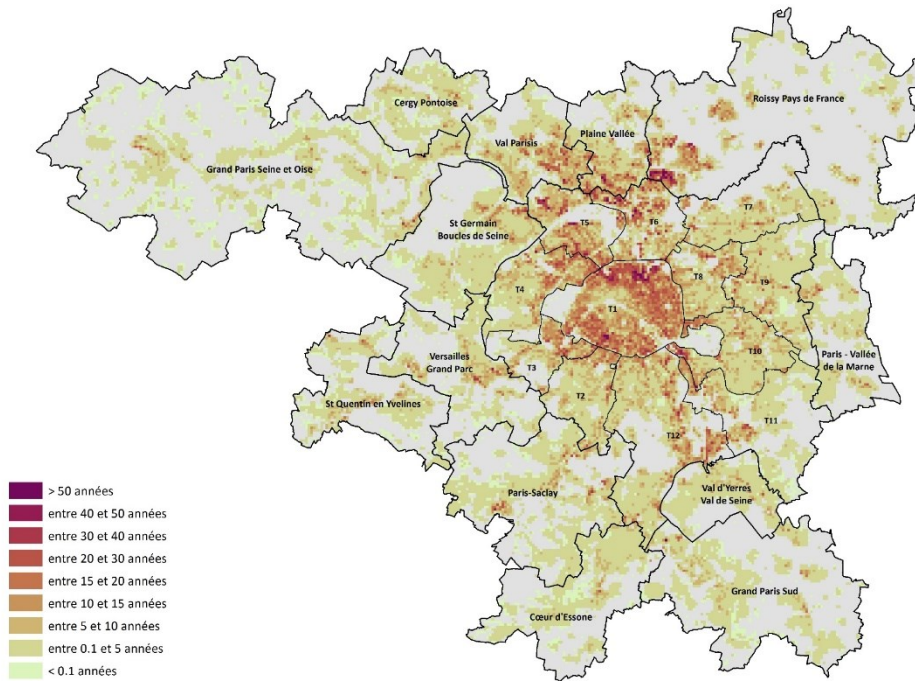 Roissy Pays de France
Cergy Pontoise
Plaine Vallée
Val Parisis
Grand Paris Seine et Oise
T7
T5
T6
St Germain
Boucles de Seine
T8
T9
T4
T1
T10
Paris - Vallée
de la Marne
Versailles
Grand Parc
T3
T2
St Quentin en Yvelines
T11
T12
Paris-Saclay
Val d'Yerres
Val de Seine
Grand Paris Sud
Cœur d'Essone
> 50 années
entre 40 et 50 années
entre 30 et 40 années
entre 20 et 30 années
entre 15 et 20 années
entre 10 et 15 années
entre 5 et 10 années
entre 0.1 et 5 années
< 0.1 années